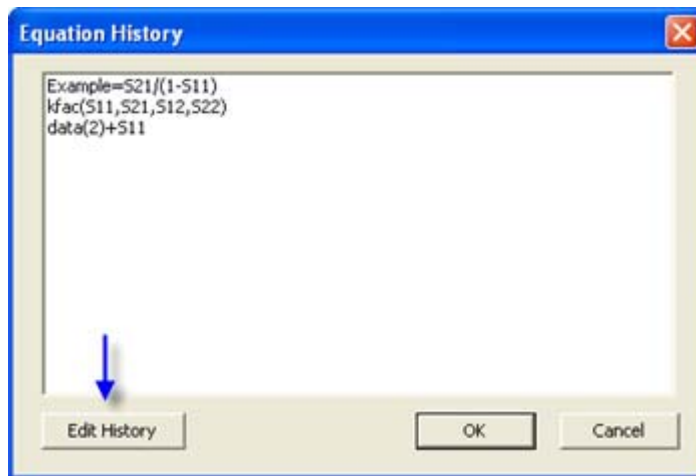 Equation History
Example=S21/(1-S11)
kfac(S11,S21,S12,S22)
data(2)+S11
Edit History
OK
Cancel